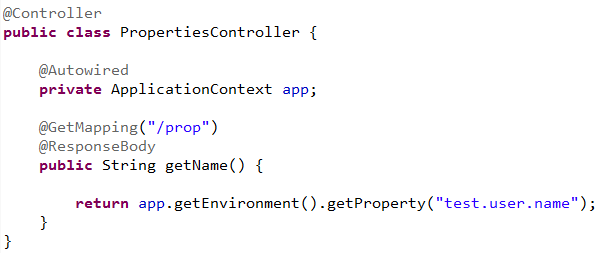 @Controller
public class PropertiesController {
@Autowired
private ApplicationContext app;
@GetMapping("/prop")
@ResponseBody
public String getName() {
return app.getEnvironment().getProperty("test.user.name");
}
}